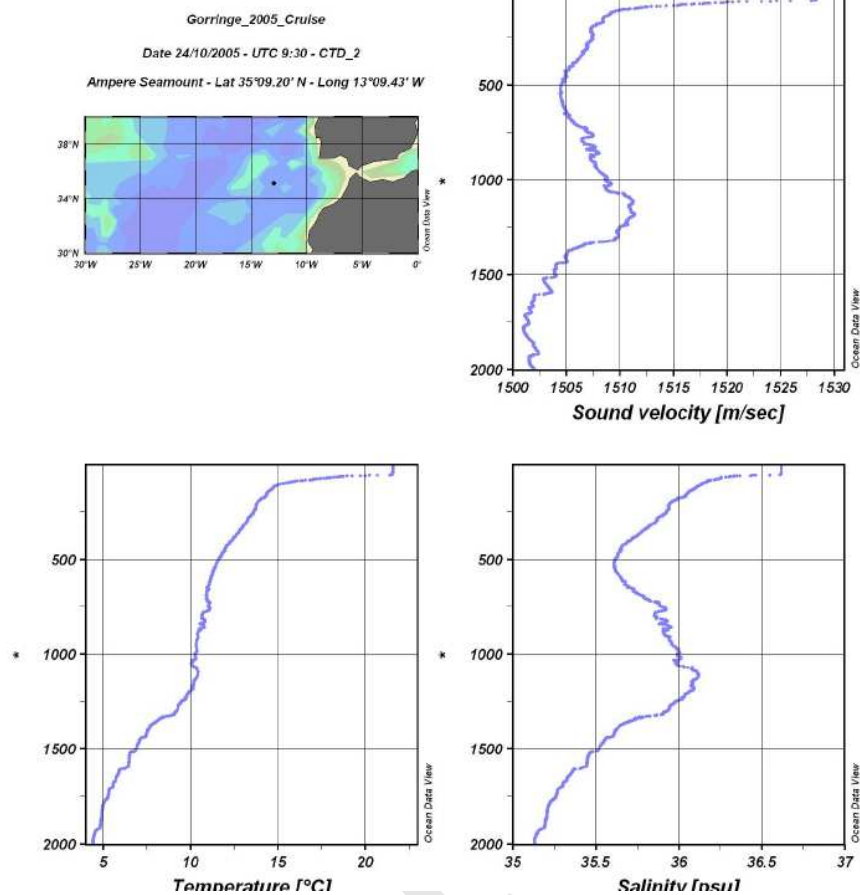 Gorringe_2005_Cruise
Date 24/10/2005 - UTC 9:30 - CTD_2
Ampere Seamount - Lat 35°09.20' N - Long 13°09.43' W
38°N
34°N
30°N
30°W 25°W 20°W 15°W 10°W 5°W 0°
Ocean Data View
*
500
1000
1500
2000
1500 1505 1510 1515 1520 1525 1530
Sound velocity [m/sec]
Ocean Data View
*
500
1000
1500
2000
5 10 15 20
Temperature [°C]
Ocean Data View
*
500
1000
1500
2000
35 35.5 36 36.5 37
Salinity [psu]
Ocean Data View